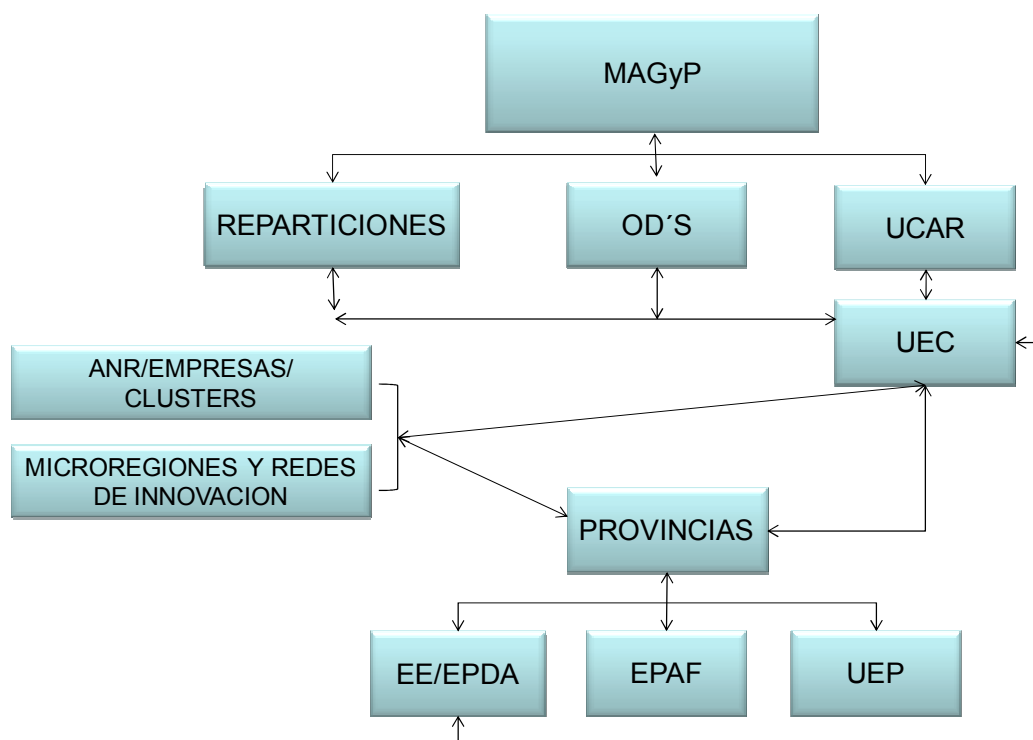 MAGyP
REPARTICIONES
OD´S
UCAR
UEC
ANR/EMPRESAS/
CLUSTERS
MICROREGIONES Y REDES
DE INNOVACION
PROVINCIAS
EE/EPDA
EPAF
UEP